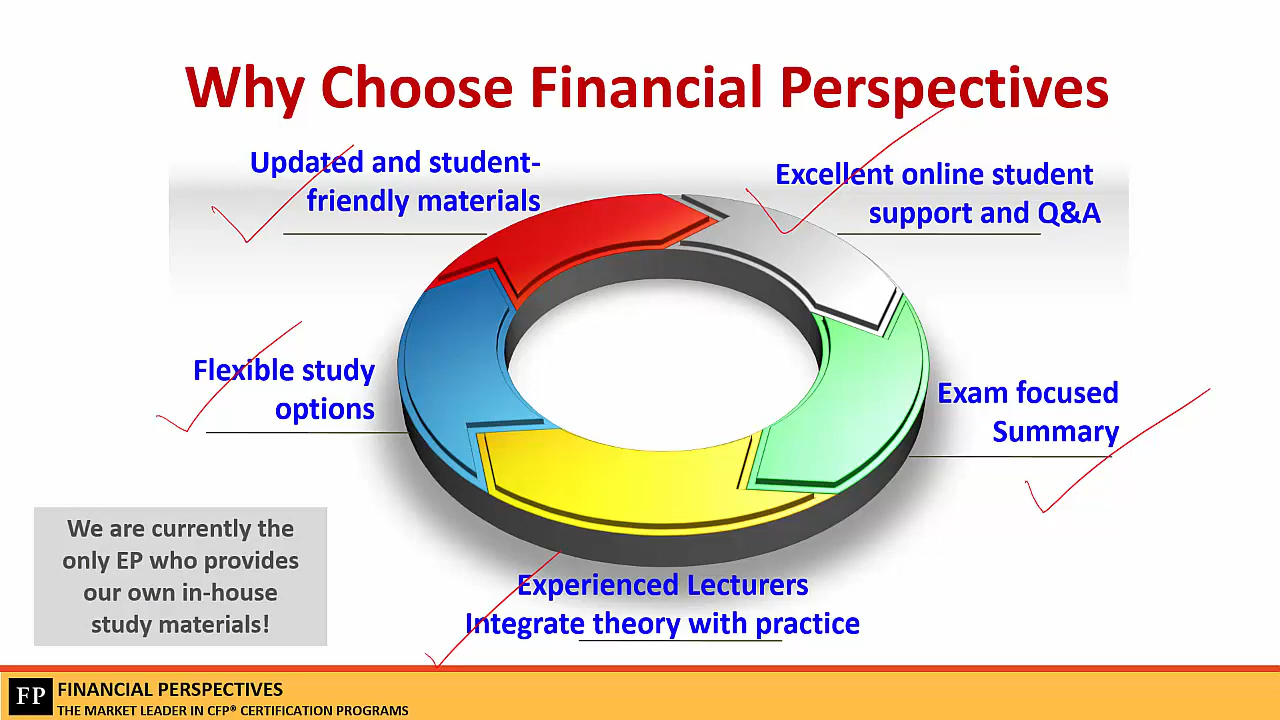 Why Choose Financial Perspectives
Updated and student-
friendly materials
Excellent online student
support and Q&A
Flexible study
options
Exam focused
Summary
We are currently the
only EP who provides
our own in-house
study materials!
Experienced Lecturers
Integrate theory with practice
FP
FINANCIAL PERSPECTIVES
THE MARKET LEADER IN CFP® CERTIFICATION PROGRAMS